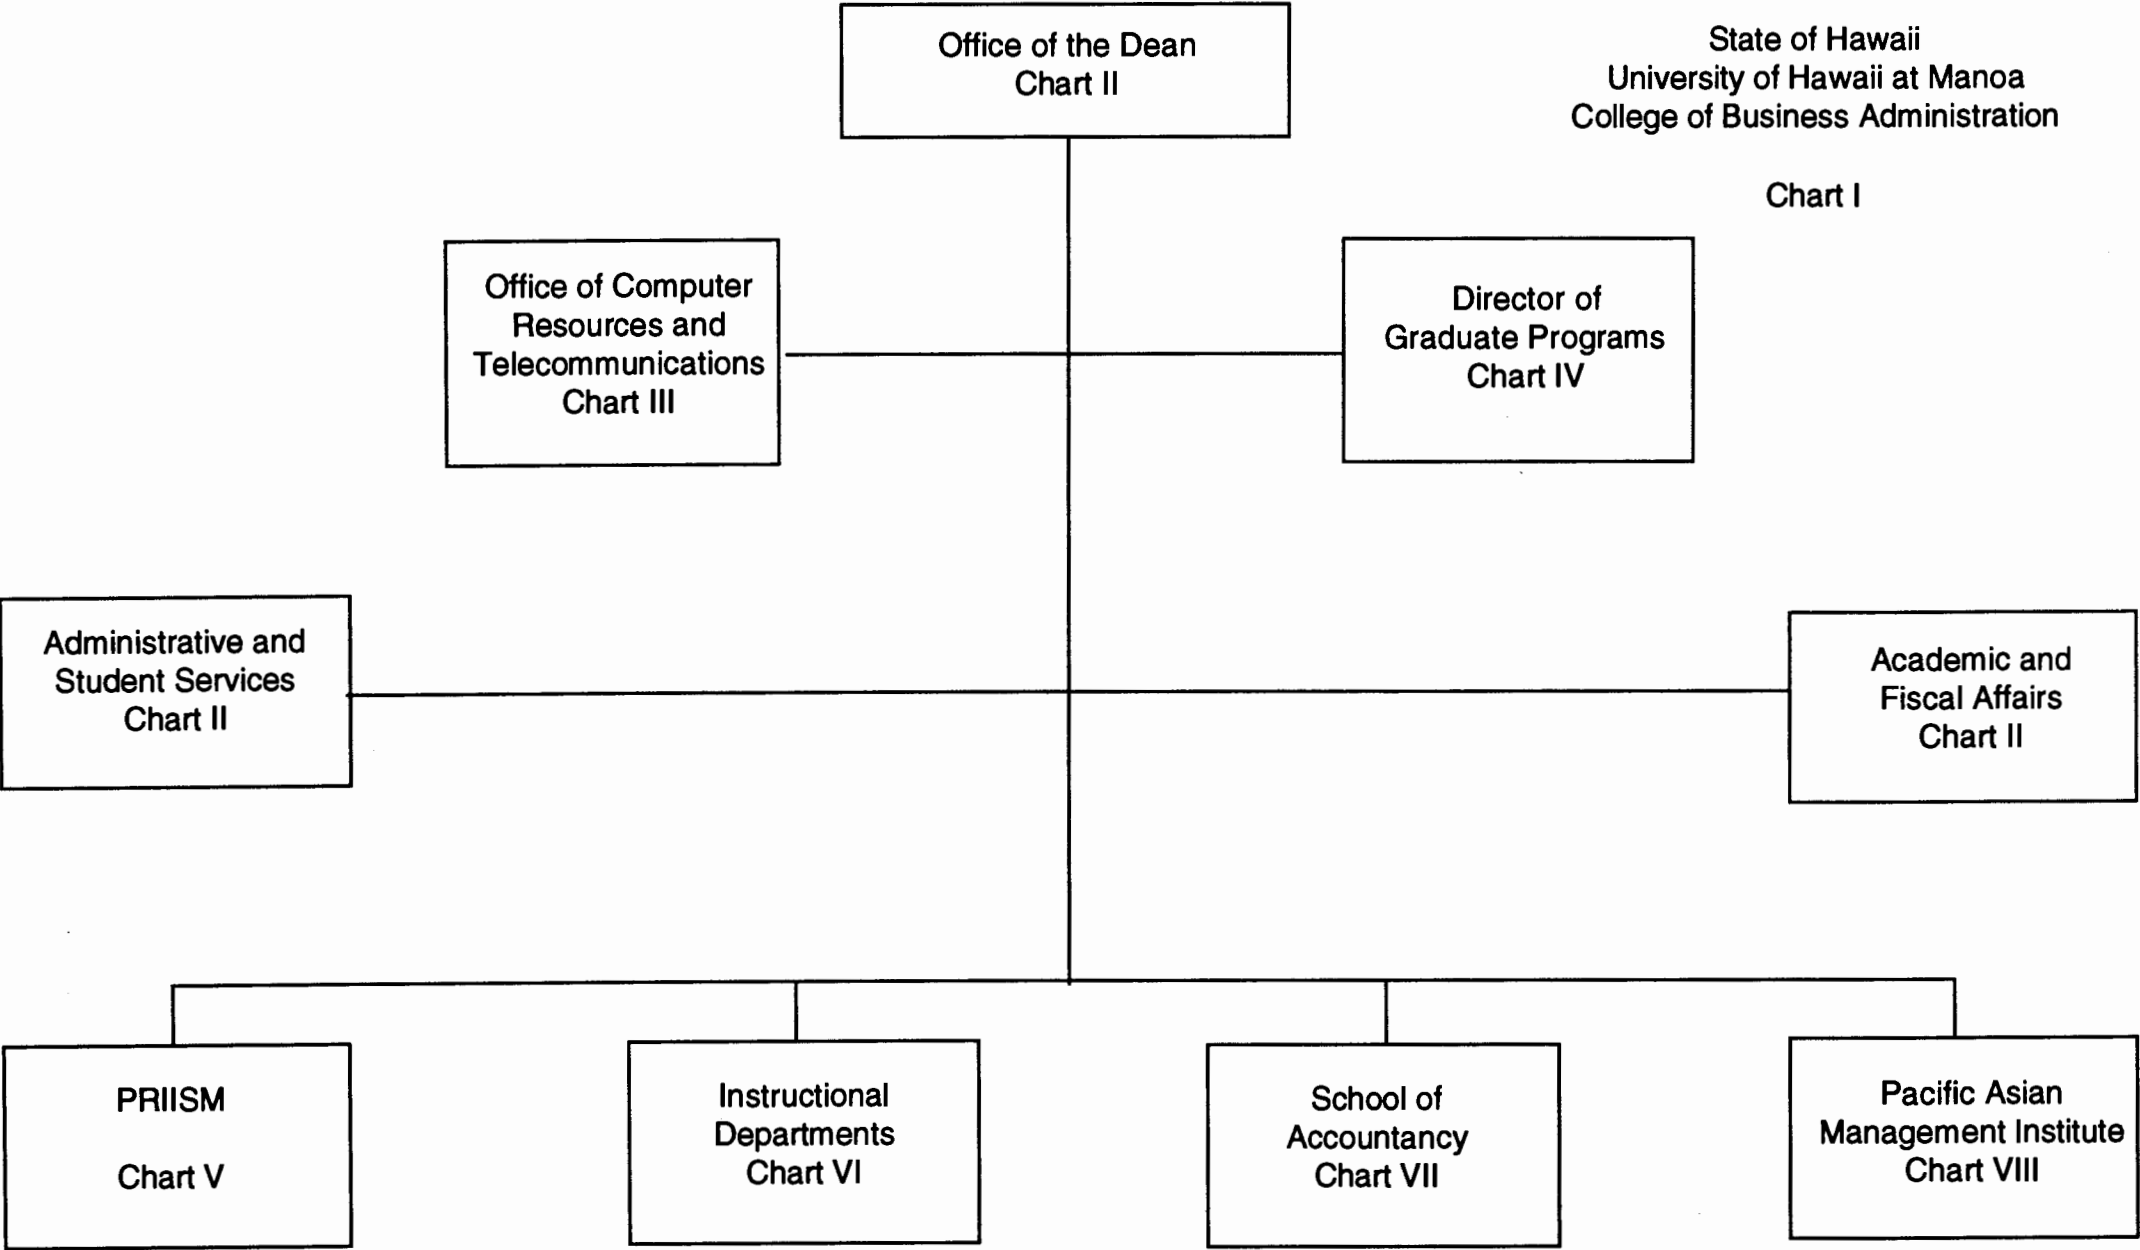 Office of the Dean
Chart II
State of Hawaii
University of Hawaii at Manoa
College of Business Administration
Chart I
Office of Computer
Resources and
Telecommunications
Chart III
Director of
Graduate Programs
Chart IV
Administrative and
Student Services
Chart II
Academic and
Fiscal Affairs
Chart II
PRIISM
Chart V
Instructional
Departments
Chart VI
School of
Accountancy
Chart VII
Pacific Asian
Management Institute
Chart VIII